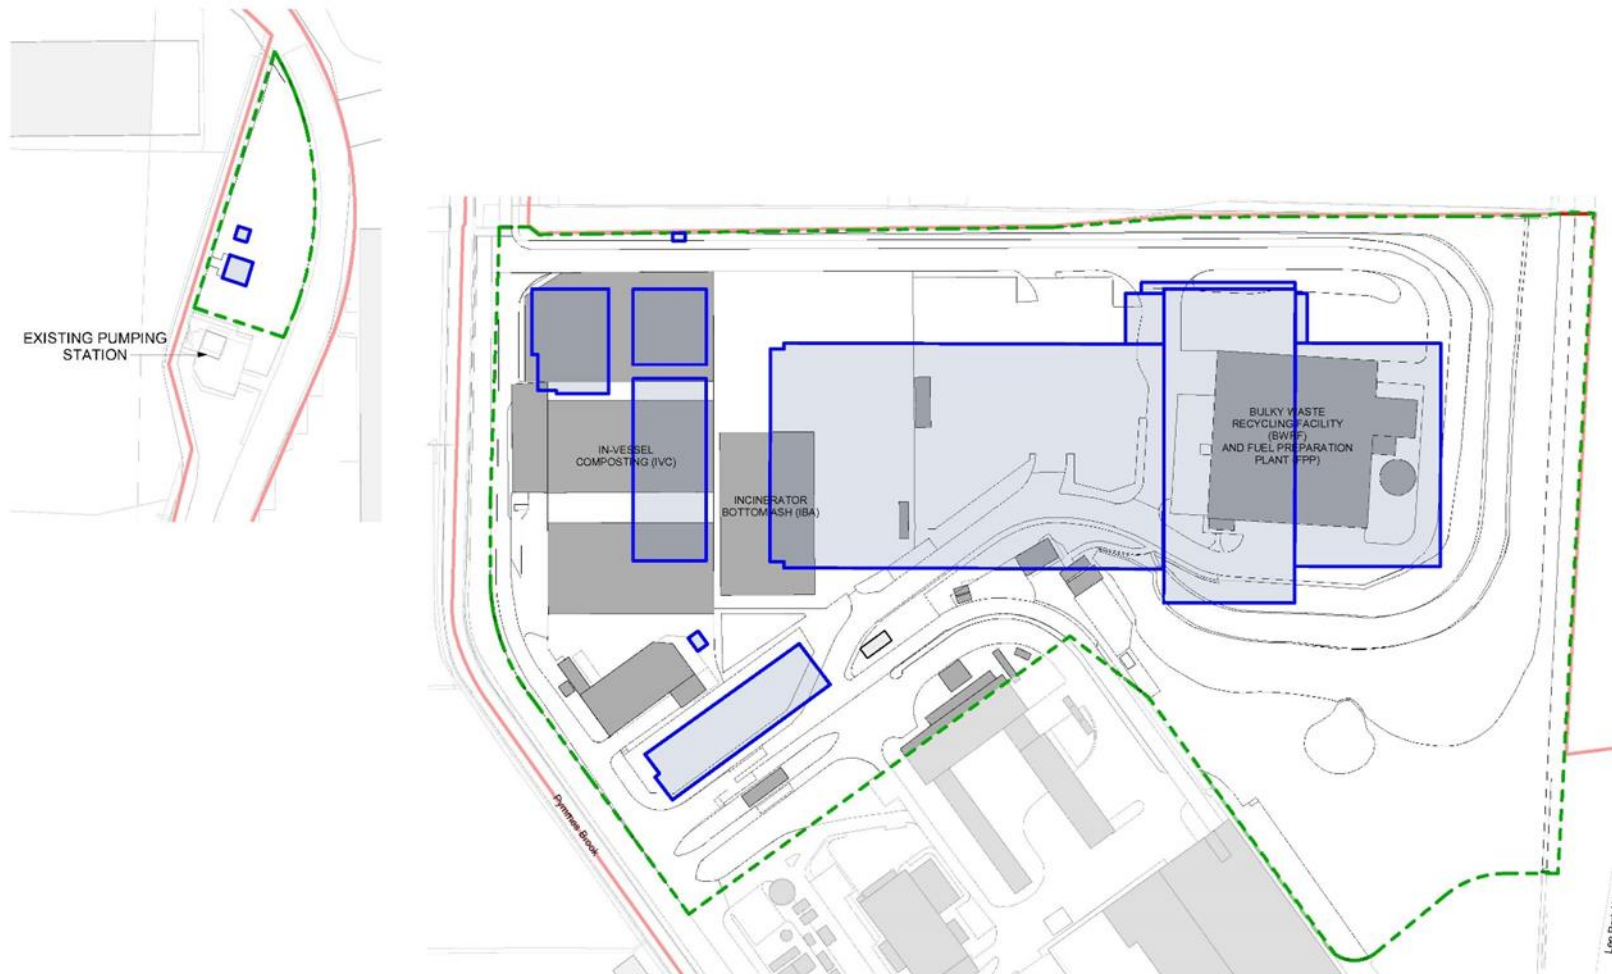 EXISTING PUMPING
STATION
IN-VESSEL
COMPOSTING (IVC)
INCINERATOR
BOTTOM ASH (IBA)
BULKY WASTE
RECYCLING FACILITY
(BWRF)
AND FUEL PREPARATION
PLANT (FPP)
Pymmes Brook